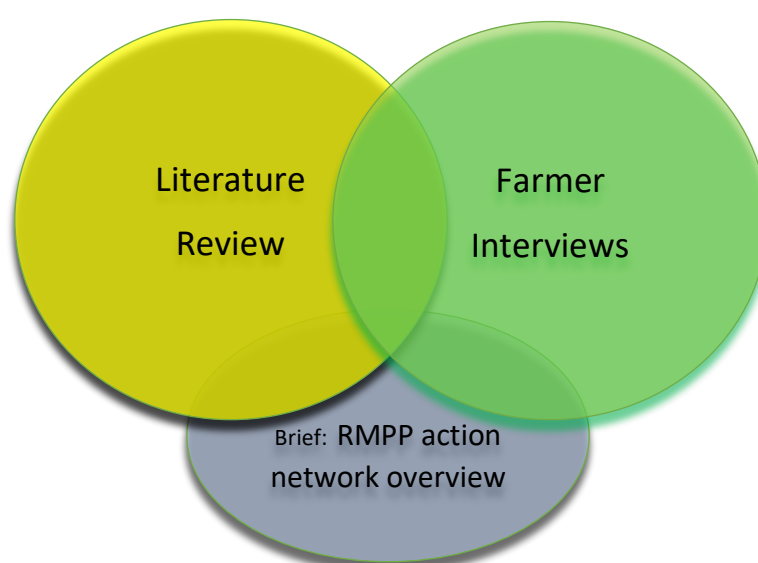 Literature
Review
Farmer
Interviews
Brief: RMPP action
network overview